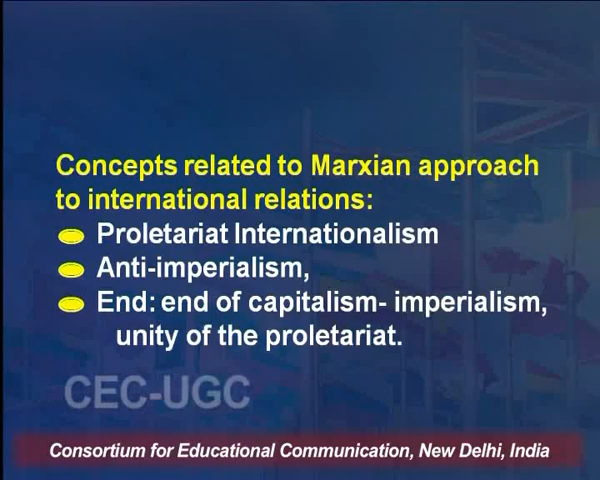 Concepts related to Marxian approach
to international relations:
Proletariat Internationalism
Anti-imperialism,
End: end of capitalism- imperialism,
unity of the proletariat.
CEC-UGC
Consortium for Educational Communication, New Delhi, India